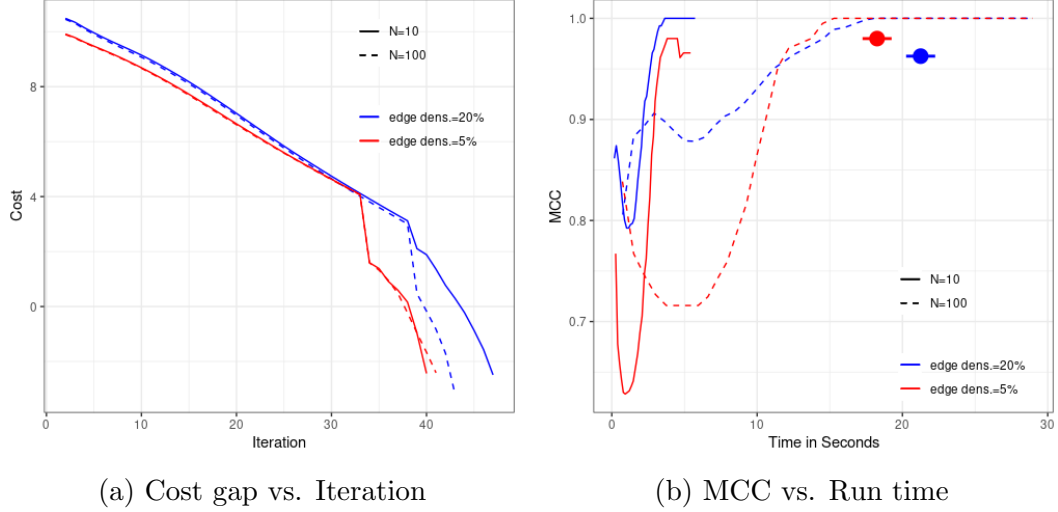 N=10
N=100
edge dens.=20%
edge dens.=5%
8
4
0
Cost
0 10 20 30 40
Iteration
(a) Cost gap vs. Iteration
1.0
0.9
0.8
0.7
MCC
N=10
N=100
edge dens.=20%
edge dens.=5%
0 10 20 30
Time in Seconds
(b) MCC vs. Run time